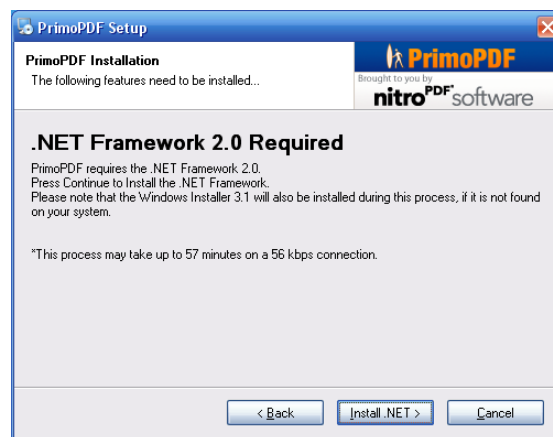 PrimoPDF Setup
PrimoPDF Installation
The following features need to be installed...
PrimoPDF
Brought to you by
nitroPDF software
.NET Framework 2.0 Required
PrimoPDF requires the .NET Framework 2.0.
Press Continue to Install the .NET Framework.
Please note that the Windows Installer 3.1 will also be installed during this process, if it is not found
on your system.
*This process may take up to 57 minutes on a 56 kbps connection.
< Back
Install .NET >
Cancel